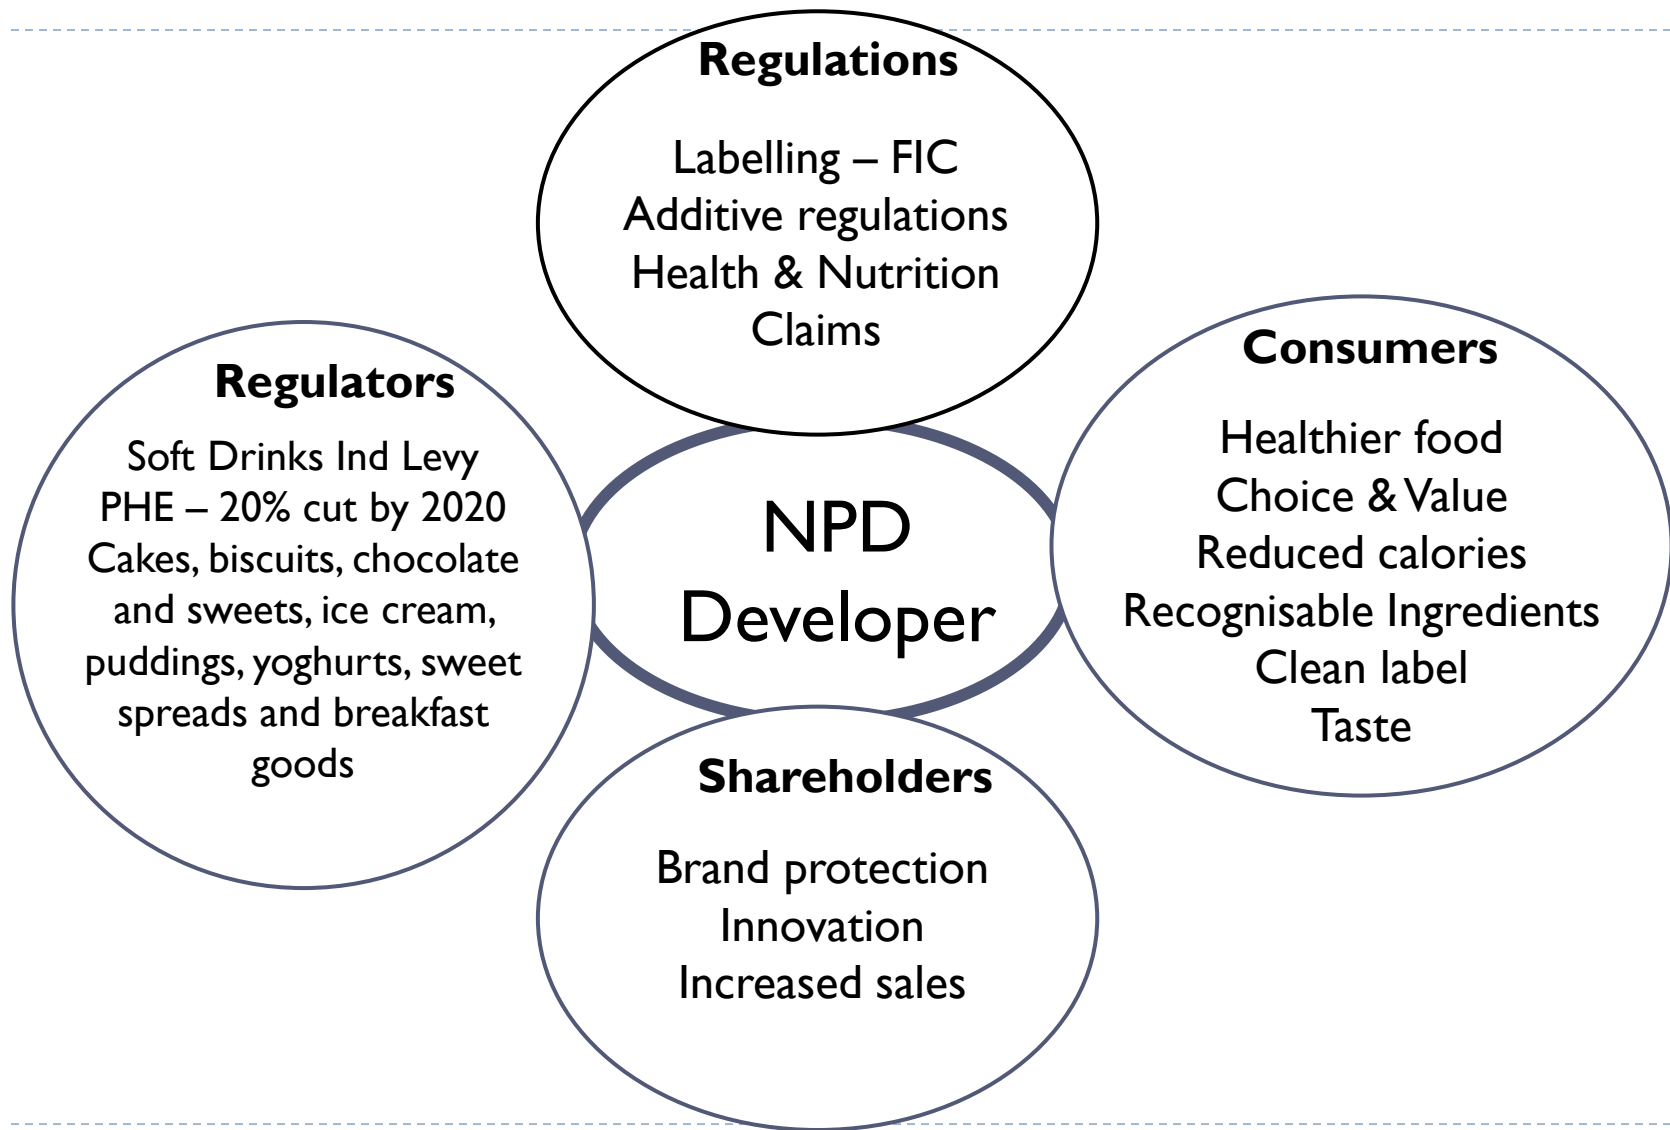 Regulations
Labelling – FIC
Additive regulations
Health & Nutrition
Claims
Regulators
Soft Drinks Ind Levy
PHE – 20% cut by 2020
Cakes, biscuits, chocolate
and sweets, ice cream,
puddings, yoghurts, sweet
spreads and breakfast
goods
NPD
Developer
Consumers
Healthier food
Choice & Value
Reduced calories
Recognisable Ingredients
Clean label
Taste
Shareholders
Brand protection
Innovation
Increased sales